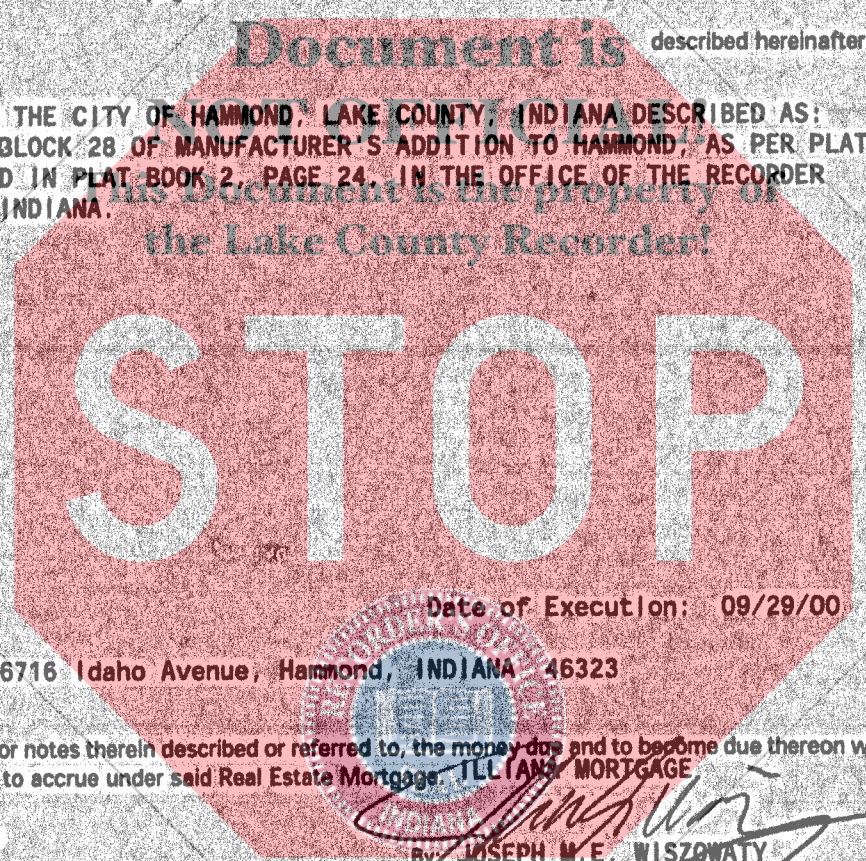 Document is
described hereinafter
NOT OFFICIAL!
THE CITY OF HAMMOND, LAKE COUNTY, INDIANA DESCRIBED AS:
BLOCK 28 OF MANUFACTURER'S ADDITION TO HAMMOND, AS PER PLAT
D IN PLAT BOOK 2, PAGE 24, IN THE OFFICE OF THE RECORDER
This Document is the property of
INDIANA.
the Lake County Recorder!
STOP
Date of Execution: 09/29/00
RECORDER'S OFFICE
6716 Idaho Avenue, Hammond, INDIANA 46323
or notes therein described or referred to, the money due and to become due thereon w
to accrue under said Real Estate Mortgage. ILLIANA MORTGAGE
INDIANA
By: JOSEPH M.E. WISZOWATY